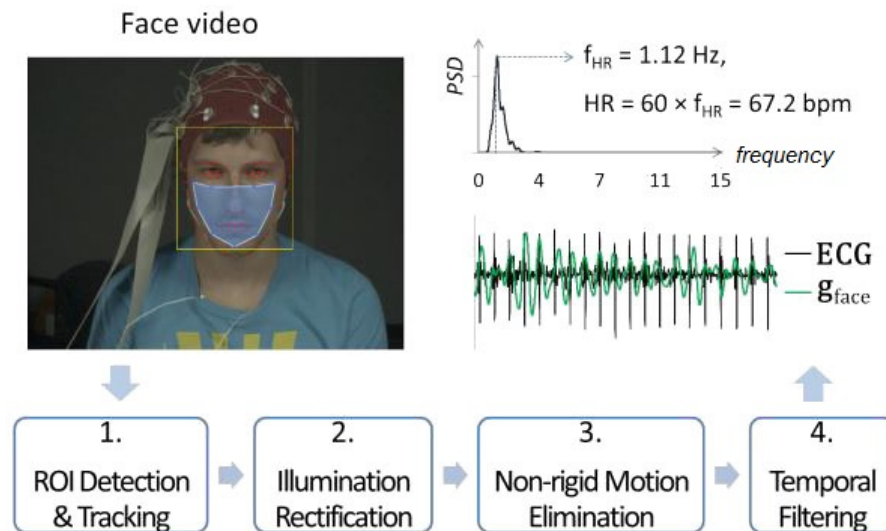 Face video
PSD
f_HR = 1.12 Hz,
HR = 60 × f_HR = 67.2 bpm
frequency
0 4 7 11 15
ECG
g_face
1.
ROI Detection
& Tracking
2.
Illumination
Rectification
3.
Non-rigid Motion
Elimination
4.
Temporal
Filtering